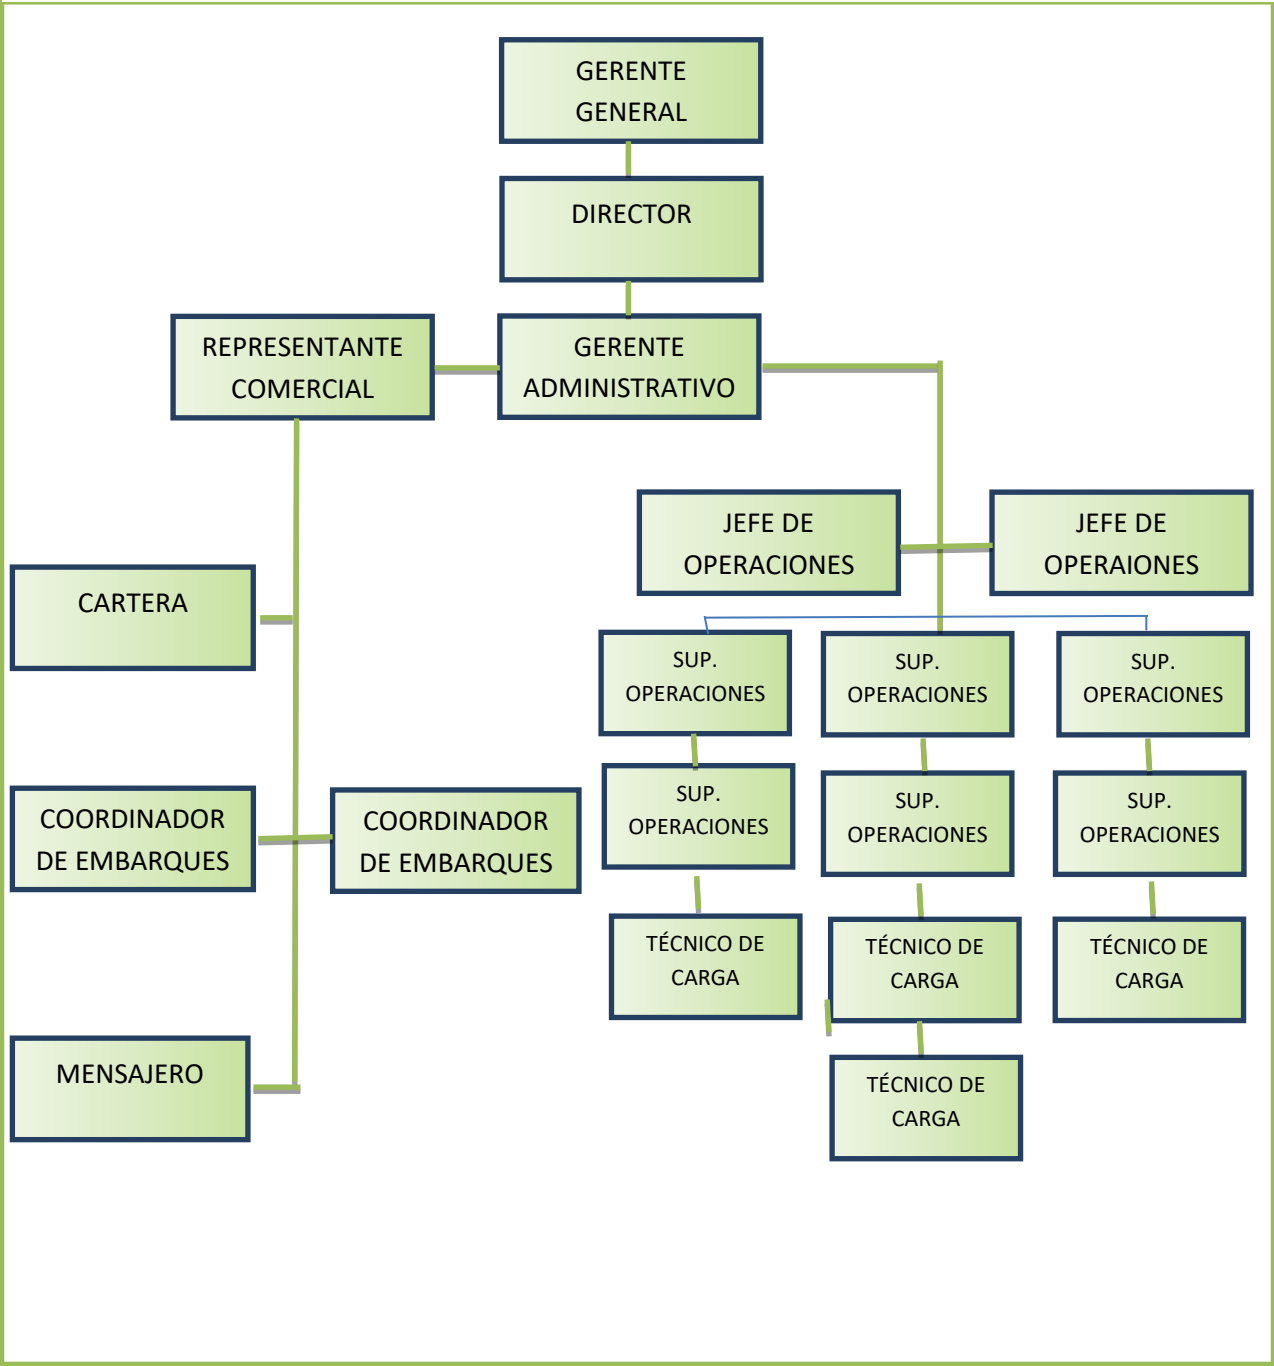 GERENTE
GENERAL
DIRECTOR
REPRESENTANTE
COMERCIAL
GERENTE
ADMINISTRATIVO
JEFE DE
OPERACIONES
JEFE DE
OPERAIONES
CARTERA
SUP.
OPERACIONES
SUP.
OPERACIONES
SUP.
OPERACIONES
COORDINADOR
DE EMBARQUES
COORDINADOR
DE EMBARQUES
SUP.
OPERACIONES
SUP.
OPERACIONES
SUP.
OPERACIONES
TÉCNICO DE
CARGA
TÉCNICO DE
CARGA
TÉCNICO DE
CARGA
MENSAJERO
TÉCNICO DE
CARGA